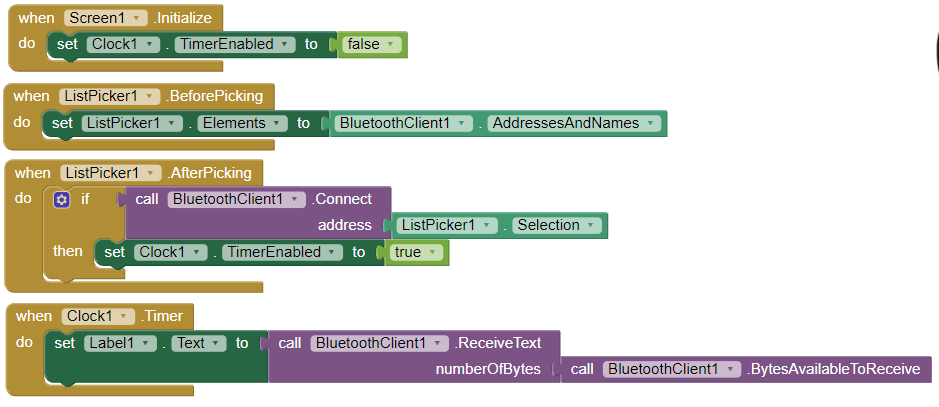 when Screen1 .Initialize
do set Clock1 . TimerEnabled to false
when ListPicker1 .BeforePicking
do set ListPicker1 . Elements to BluetoothClient1 . AddressesAndNames
when ListPicker1 .AfterPicking
do if call BluetoothClient1 .Connect
address ListPicker1 . Selection
then set Clock1 . TimerEnabled to true
when Clock1 .Timer
do set Label1 . Text to call BluetoothClient1 .ReceiveText
numberOfBytes call BluetoothClient1 .BytesAvailableToReceive